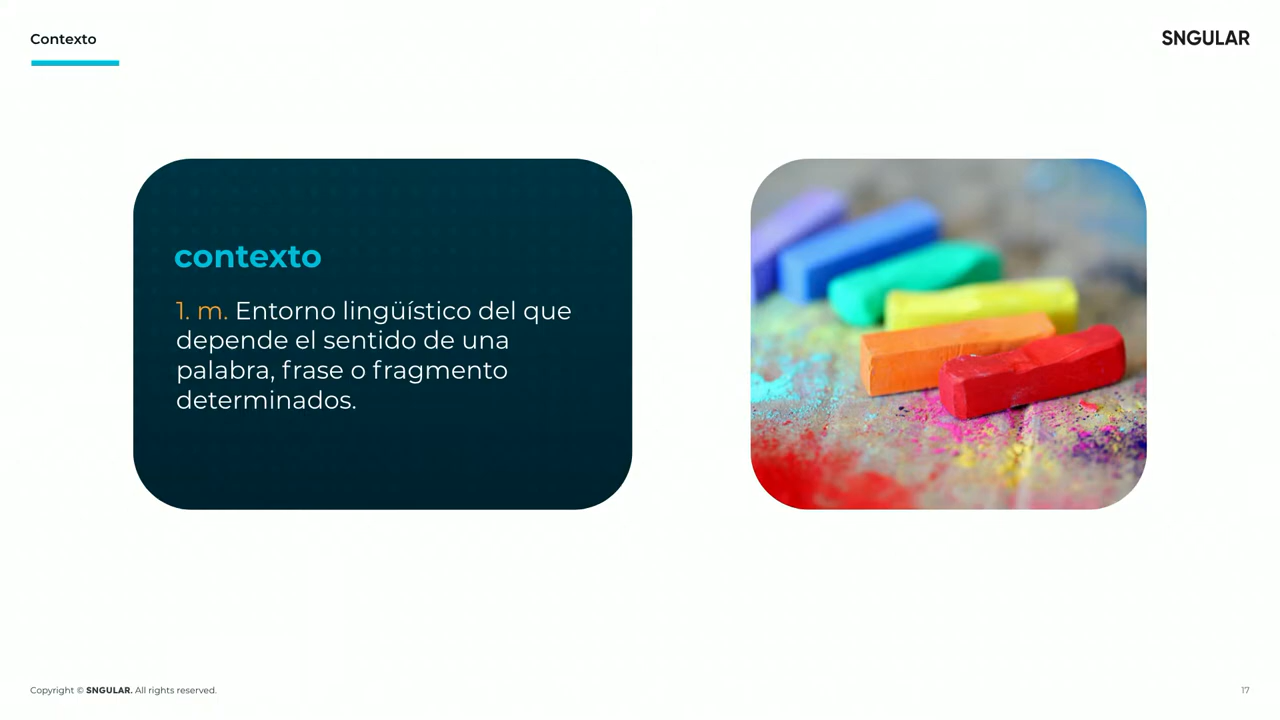 Contexto
SNGULAR
contexto
1. m. Entorno lingüístico del que
depende el sentido de una
palabra, frase o fragmento
determinados.
Copyright © SNGULAR. All rights reserved.
17